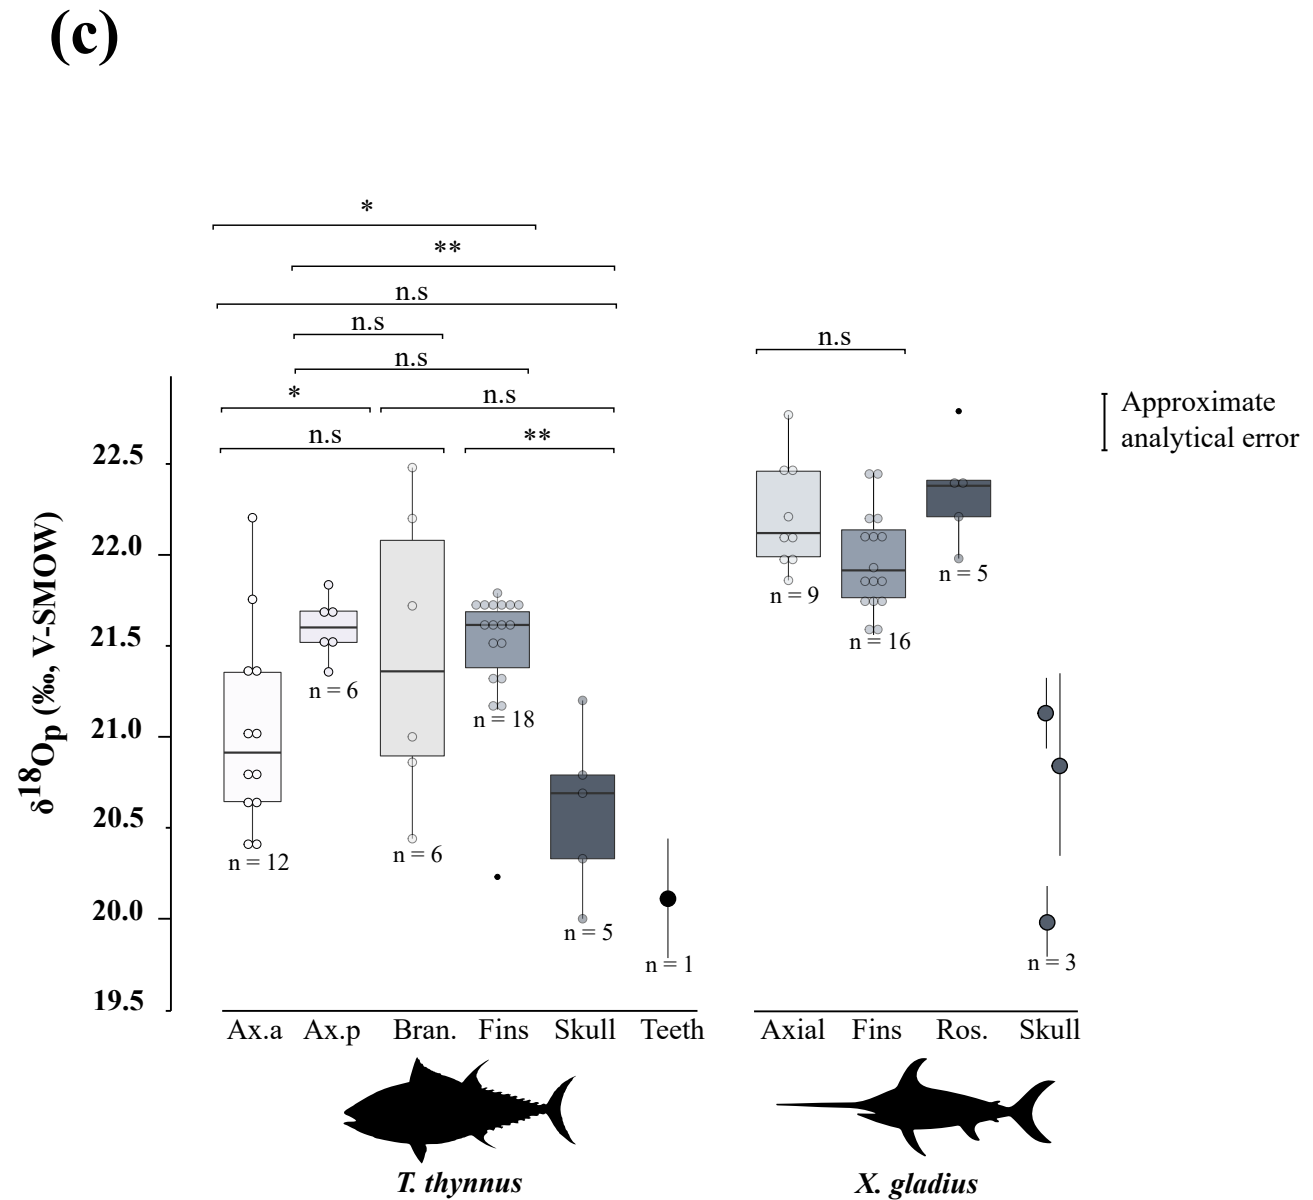 (c)
*
**
n.s
n.s
n.s
n.s
*
n.s
n.s
**
n.s
Approximate
analytical error
δ18Op (‰, V-SMOW)
22.5
22.0
21.5
21.0
20.5
20.0
19.5
n = 12
n = 6
n = 6
n = 18
n = 5
n = 1
n = 9
n = 16
n = 5
n = 3
Ax.a Ax.p Bran. Fins Skull Teeth
Axial Fins Ros. Skull
T. thynnus
X. gladius